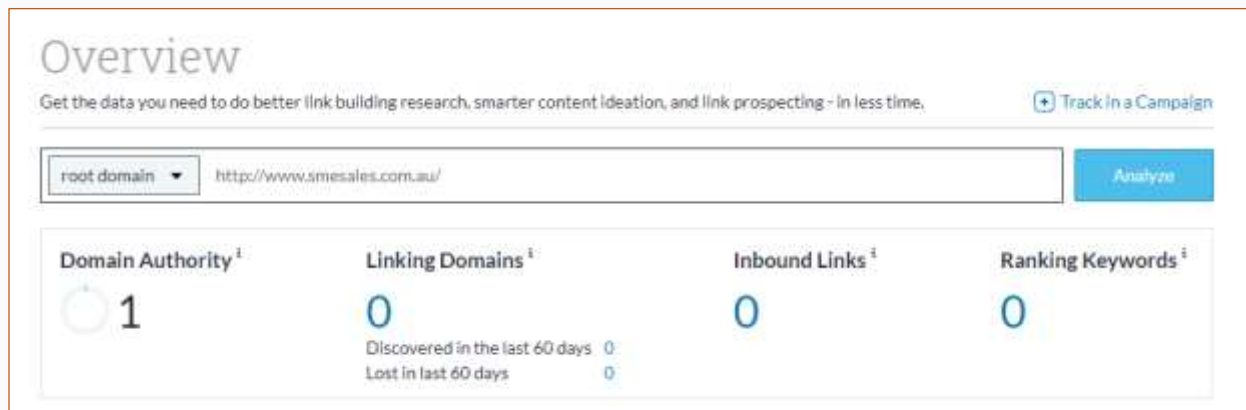 Overview
Get the data you need to do better link building research, smarter content ideation, and link prospecting - in less time.
Track in a Campaign
root domain
http://www.smesales.com.au/
Analyze
Domain Authority i
1
Linking Domains i
0
Discovered in the last 60 days 0
Lost in last 60 days 0
Inbound Links i
0
Ranking Keywords i
0